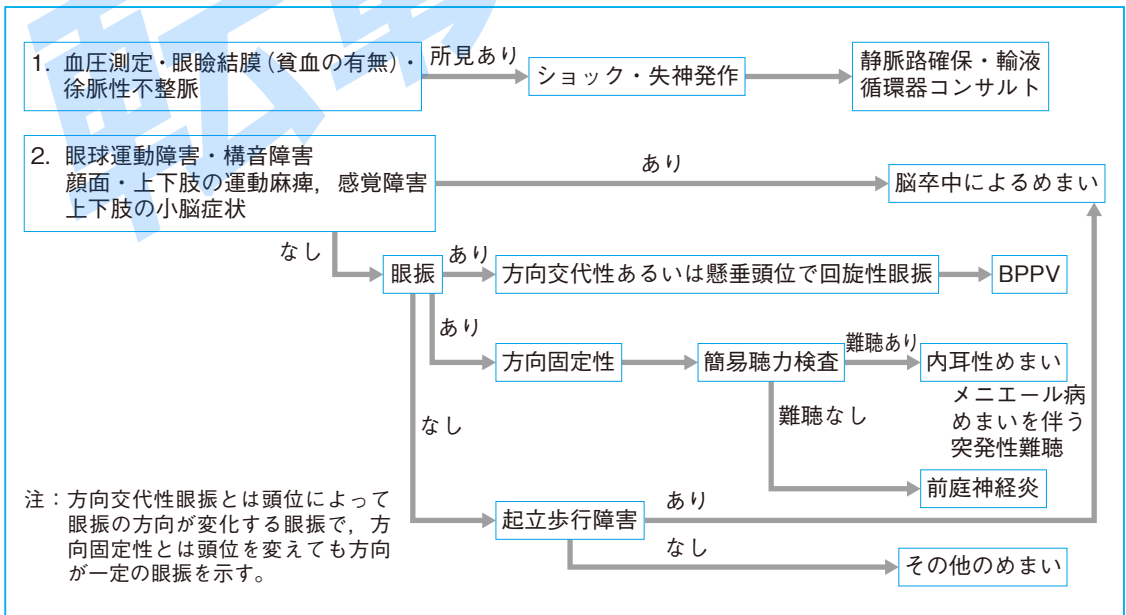 転
1. 血圧測定・眼瞼結膜(貧血の有無)・
徐脈性不整脈
所見あり
ショック・失神発作
静脈路確保・輸液
循環器コンサルト
2. 眼球運動障害・構音障害
顔面・上下肢の運動麻痺，感覚障害
上下肢の小脳症状
あり
脳卒中によるめまい
なし
眼振
あり
方向交代性あるいは懸垂頭位で回旋性眼振
BPPV
あり
方向固定性
簡易聴力検査
難聴あり
内耳性めまい
メニエール病
めまいを伴う
突発性難聴
難聴なし
前庭神経炎
なし
起立歩行障害
あり
なし
その他のめまい
注：方向交代性眼振とは頭位によって
眼振の方向が変化する眼振で，方
向固定性とは頭位を変えても方向
が一定の眼振を示す。